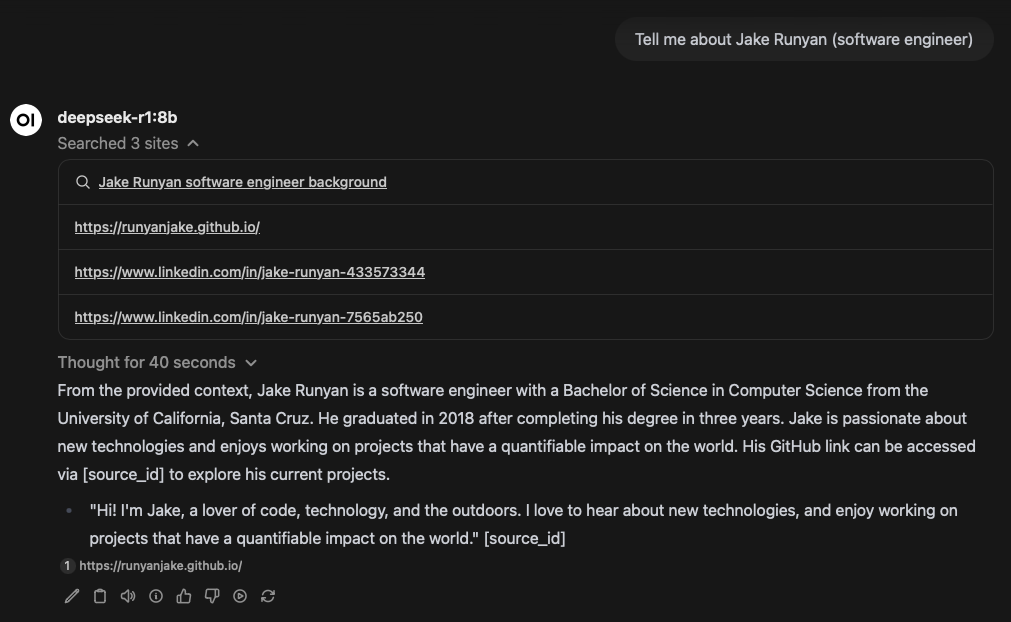 Tell me about Jake Runyan (software engineer)
OI
deepseek-r1:8b
Searched 3 sites
Jake Runyan software engineer background
https://runyanjake.github.io/
https://www.linkedin.com/in/jake-runyan-433573344
https://www.linkedin.com/in/jake-runyan-7565ab250
Thought for 40 seconds
From the provided context, Jake Runyan is a software engineer with a Bachelor of Science in Computer Science from the
University of California, Santa Cruz. He graduated in 2018 after completing his degree in three years. Jake is passionate about
new technologies and enjoys working on projects that have a quantifiable impact on the world. His GitHub link can be accessed
via [source_id] to explore his current projects.
"Hi! I'm Jake, a lover of code, technology, and the outdoors. I love to hear about new technologies, and enjoy working on
projects that have a quantifiable impact on the world." [source_id]
1 https://runyanjake.github.io/